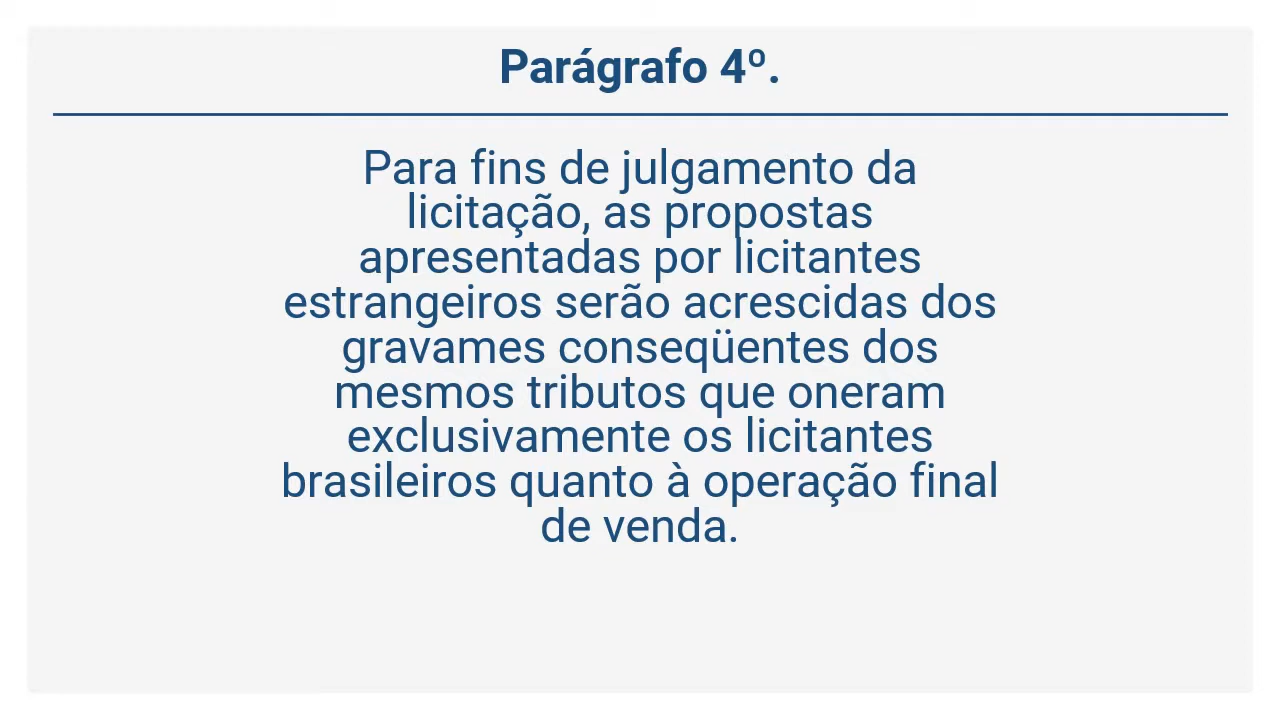 Parágrafo 4º.
Para fins de julgamento da
licitação, as propostas
apresentadas por licitantes
estrangeiros serão acrescidas dos
gravames conseqüentes dos
mesmos tributos que oneram
exclusivamente os licitantes
brasileiros quanto à operação final
de venda.